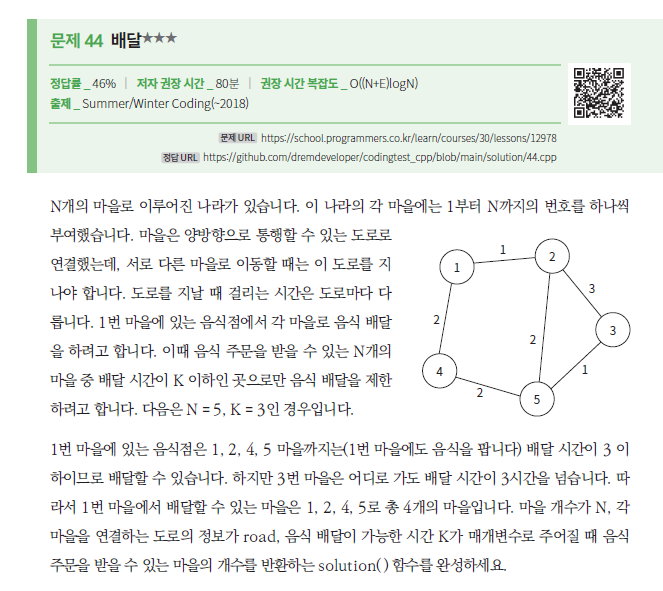 문제 44 배달★★★
정답률 _ 46% | 저자 권장 시간 _ 80분 | 권장 시간 복잡도 _ O((N+E)logN)
출제 _ Summer/Winter Coding(~2018)
문제 URL https://school.programmers.co.kr/learn/courses/30/lessons/12978
정답 URL https://github.com/dremdeveloper/codingtest_cpp/blob/main/solution/44.cpp
N개의 마을로 이루어진 나라가 있습니다. 이 나라의 각 마을에는 1부터 N까지의 번호를 하나씩
부여했습니다. 마을은 양방향으로 통행할 수 있는 도로로
연결했는데, 서로 다른 마을로 이동할 때는 이 도로를 지
나야 합니다. 도로를 지날 때 걸리는 시간은 도로마다 다
릅니다. 1번 마을에 있는 음식점에서 각 마을로 음식 배달
을 하려고 합니다. 이때 음식 주문을 받을 수 있는 N개의
마을 중 배달 시간이 K 이하인 곳으로만 음식 배달을 제한
하려고 합니다. 다음은 N = 5, K = 3인 경우입니다.
1
1
2
3
2
2
3
4
2
1
5
1번 마을에 있는 음식점은 1, 2, 4, 5 마을까지는(1번 마을에도 음식을 팝니다) 배달 시간이 3 이
하이므로 배달할 수 있습니다. 하지만 3번 마을은 어디로 가도 배달 시간이 3시간을 넘습니다. 따
라서 1번 마을에서 배달할 수 있는 마을은 1, 2, 4, 5로 총 4개의 마을입니다. 마을 개수가 N, 각
마을을 연결하는 도로의 정보가 road, 음식 배달이 가능한 시간 K가 매개변수로 주어질 때 음식
주문을 받을 수 있는 마을의 개수를 반환하는 solution( ) 함수를 완성하세요.